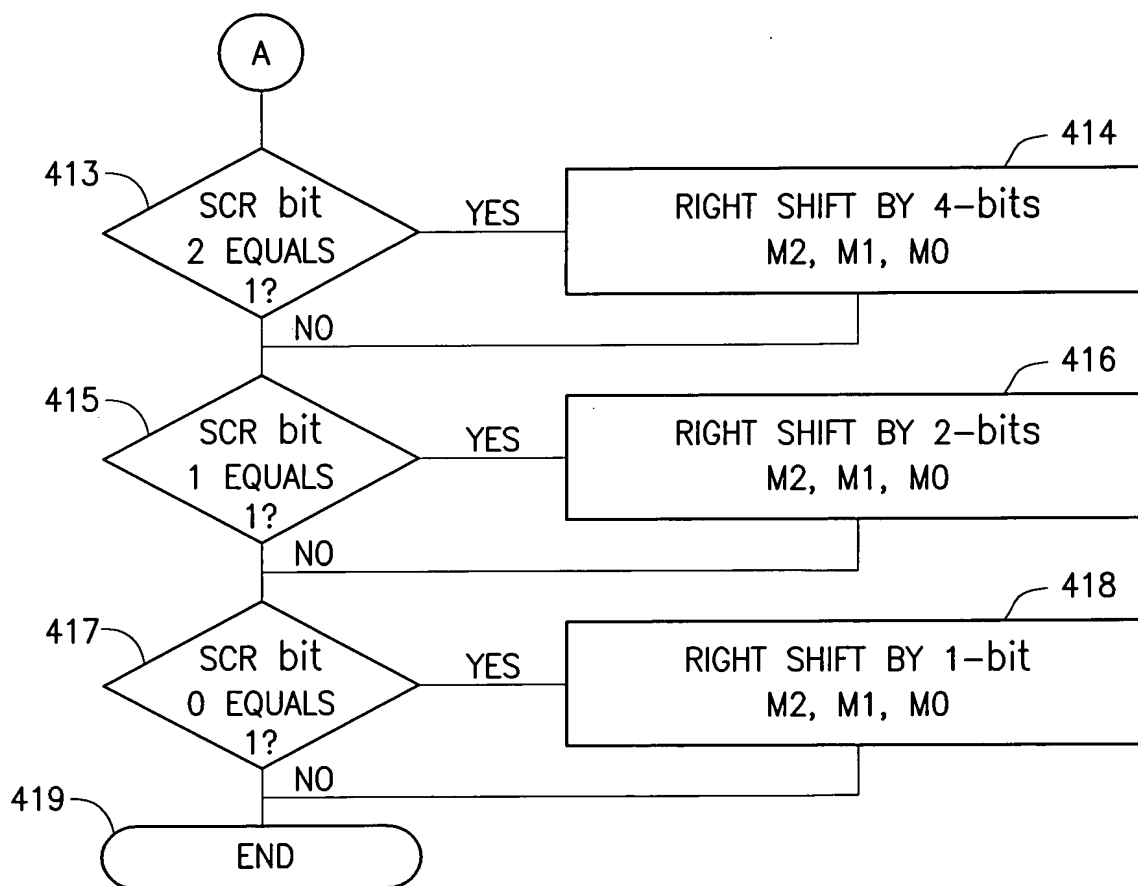 A
413
SCR bit
2 EQUALS
1?
YES
414
RIGHT SHIFT BY 4-bits
M2, M1, M0
NO
415
SCR bit
1 EQUALS
1?
YES
416
RIGHT SHIFT BY 2-bits
M2, M1, M0
NO
417
SCR bit
0 EQUALS
1?
YES
418
RIGHT SHIFT BY 1-bit
M2, M1, M0
NO
419
END